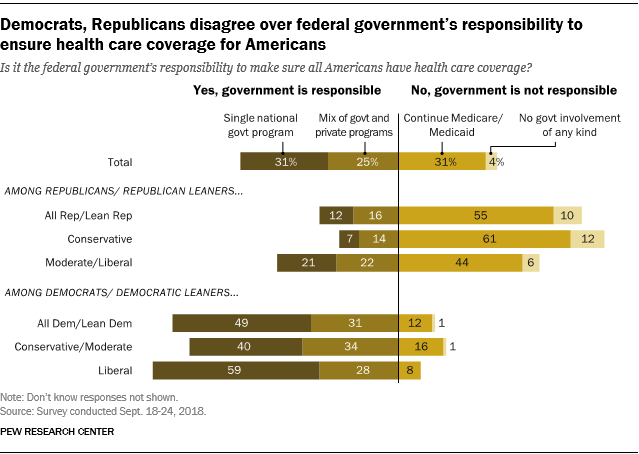 Democrats, Republicans disagree over federal government's responsibility to
ensure health care coverage for Americans
Is it the federal government's responsibility to make sure all Americans have health care coverage?
Yes, government is responsible No, government is not responsible
Single national Mix of govt and Continue Medicare/ No govt involvement
govt program private programs Medicaid of any kind
Total 31% 25% 31% 4%
AMONG REPUBLICANS/ REPUBLICAN LEANERS...
All Rep/Lean Rep 12 16 55 10
Conservative 7 14 61 12
Moderate/Liberal 21 22 44 6
AMONG DEMOCRATS/ DEMOCRATIC LEANERS...
All Dem/Lean Dem 49 31 12 1
Conservative/Moderate 40 34 16 1
Liberal 59 28 8
Note: Don't know responses not shown.
Source: Survey conducted Sept. 18-24, 2018.
PEW RESEARCH CENTER